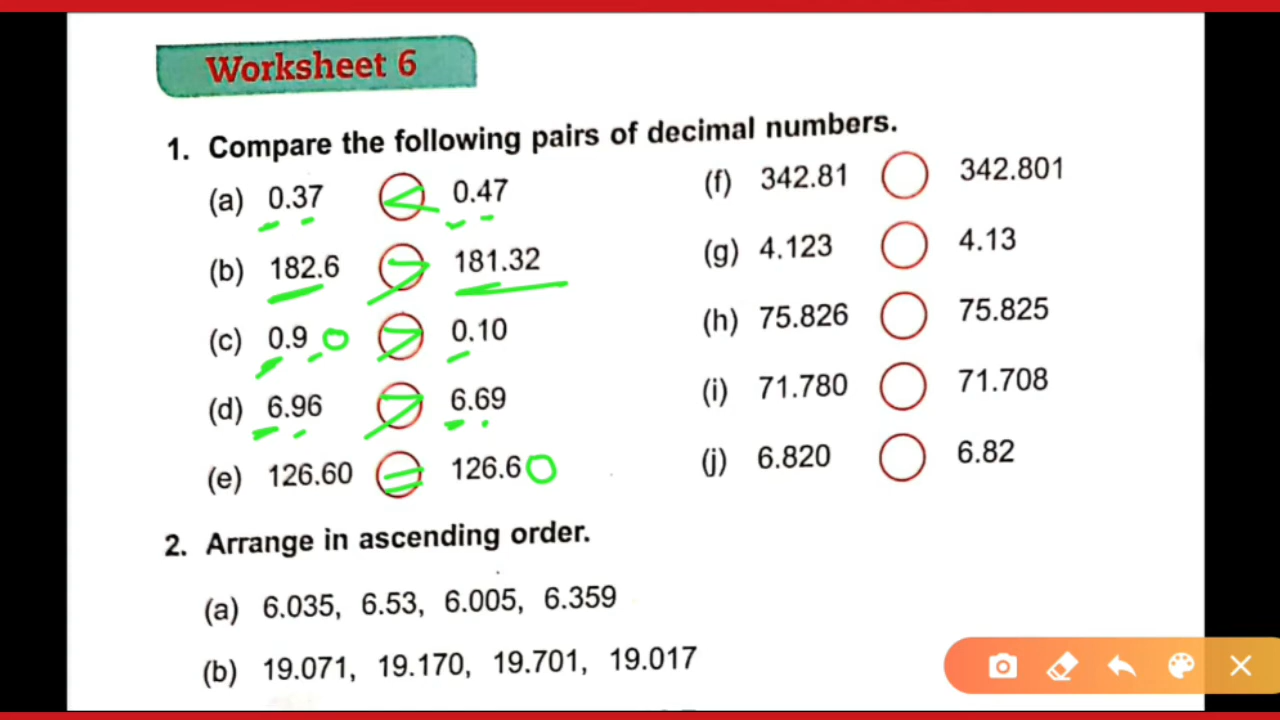 Worksheet 6
1. Compare the following pairs of decimal numbers.
(a) 0.37 < 0.47
(b) 182.6 > 181.32
(c) 0.90 > 0.10
(d) 6.96 > 6.69
(e) 126.60 = 126.60
(f) 342.81 342.801
(g) 4.123 4.13
(h) 75.826 75.825
(i) 71.780 71.708
(j) 6.820 6.82
2. Arrange in ascending order.
(a) 6.035, 6.53, 6.005, 6.359
(b) 19.071, 19.170, 19.701, 19.017